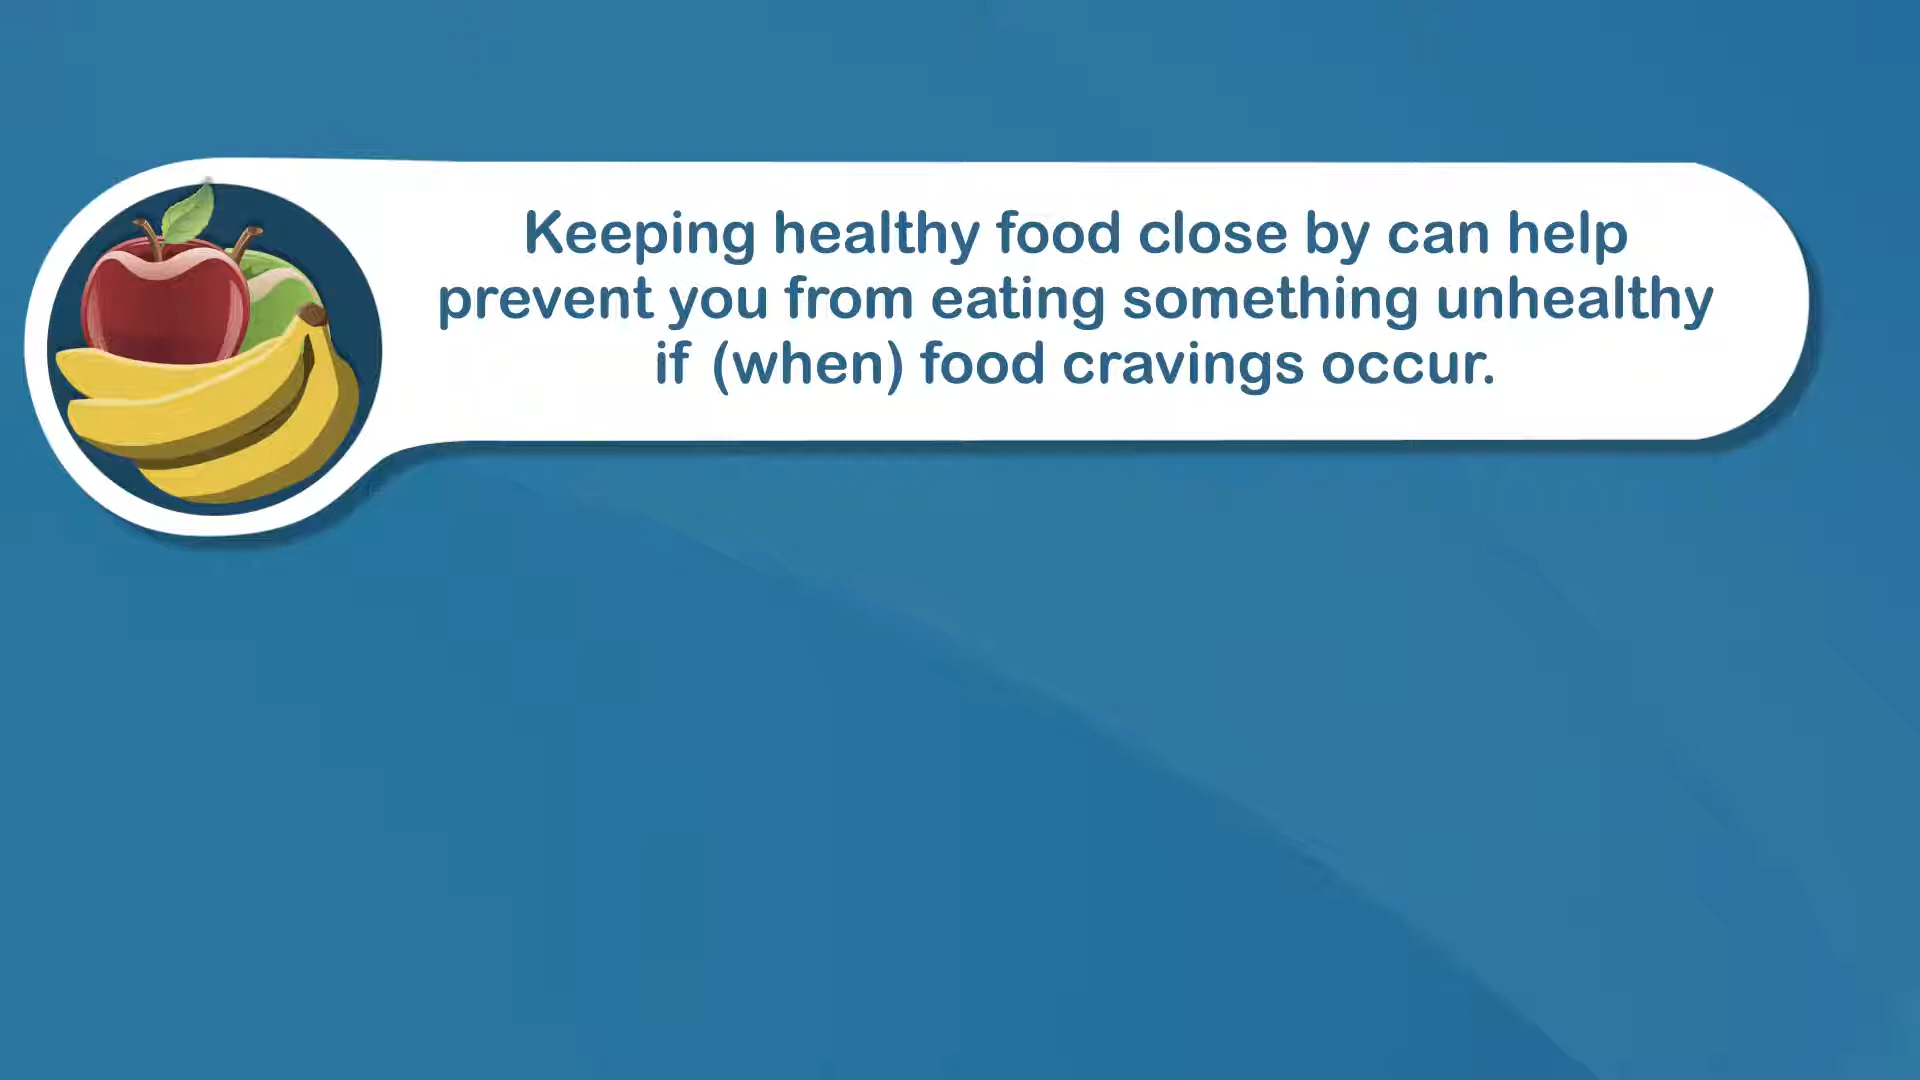 Keeping healthy food close by can help
prevent you from eating something unhealthy
if (when) food cravings occur.